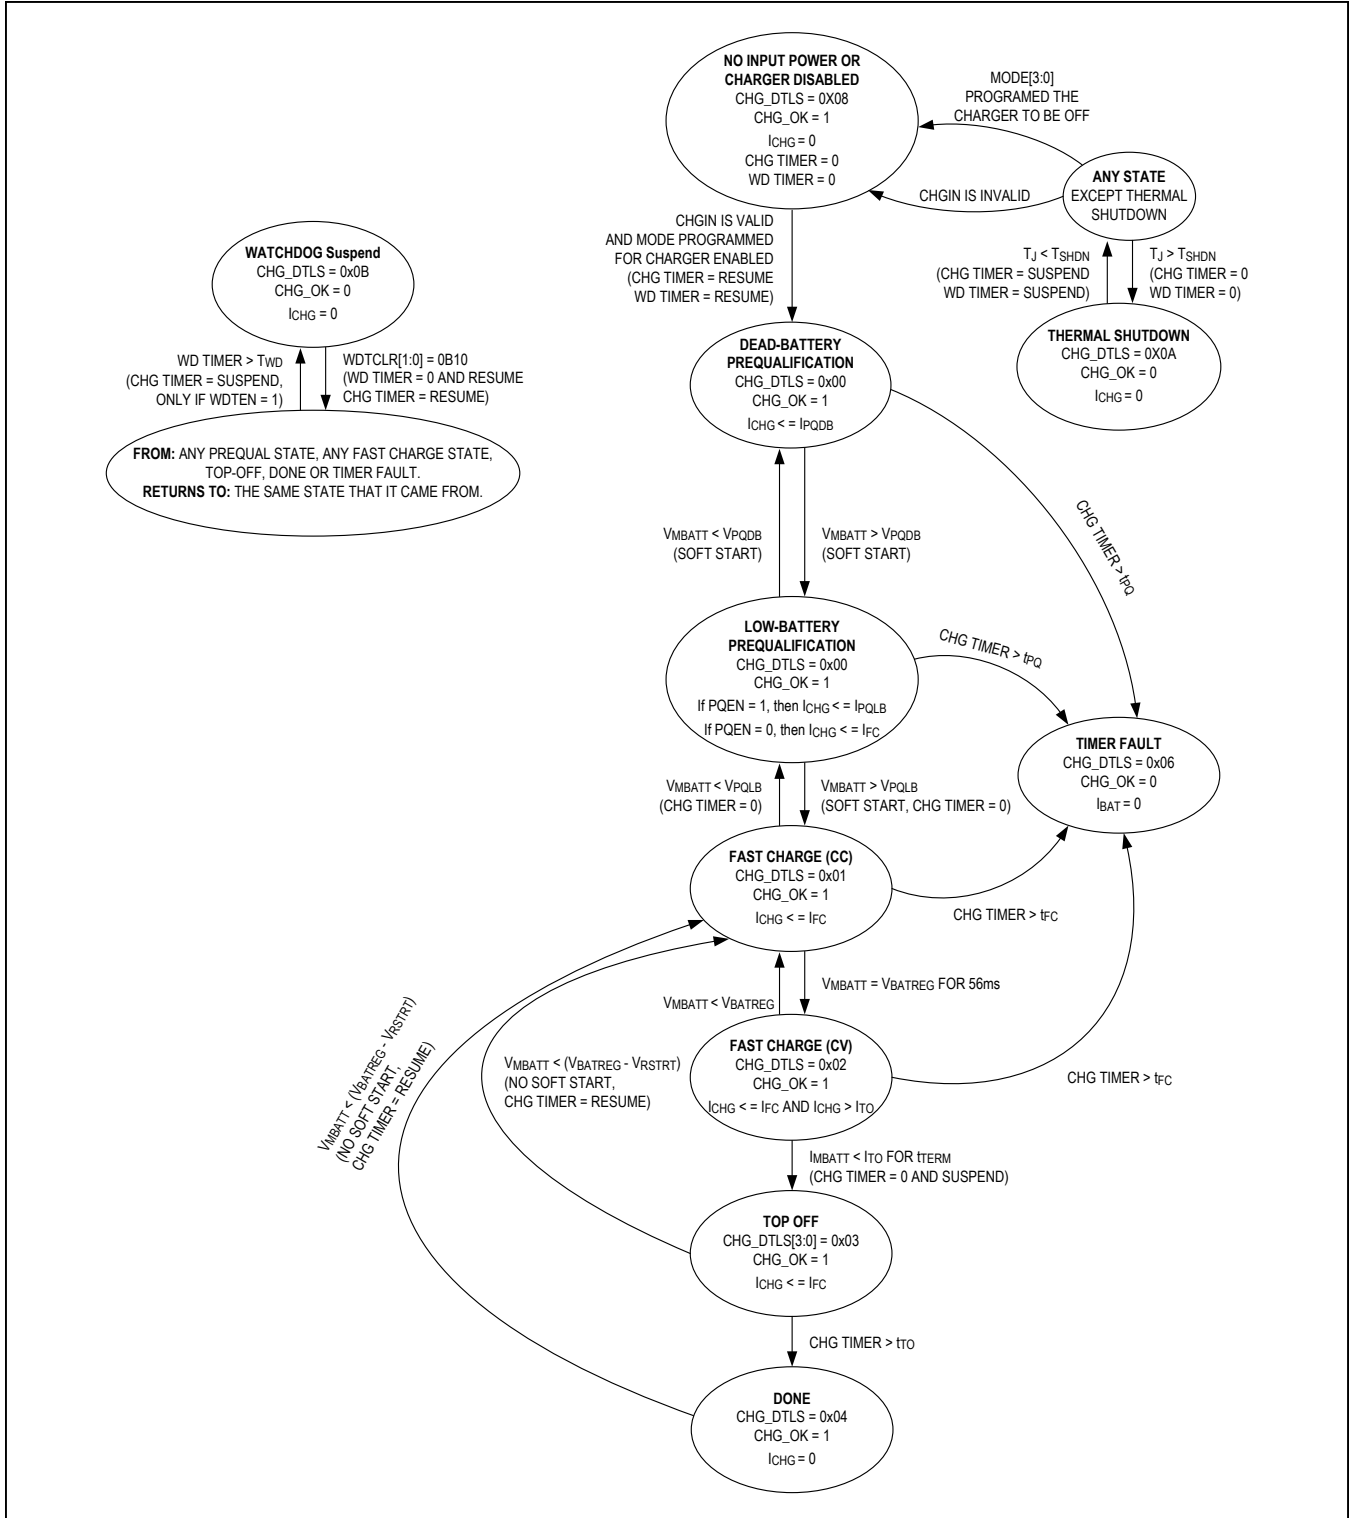 NO INPUT POWER OR
CHARGER DISABLED
CHG_DTLS = 0X08
CHG_OK = 1
ICHG = 0
CHG TIMER = 0
WD TIMER = 0
MODE[3:0]
PROGRAMED THE
CHARGER TO BE OFF
ANY STATE
EXCEPT THERMAL
SHUTDOWN
CHGIN IS INVALID
CHGIN IS VALID
AND MODE PROGRAMMED
FOR CHARGER ENABLED
(CHG TIMER = RESUME
WD TIMER = RESUME)
TJ < TSHDN
(CHG TIMER = SUSPEND
WD TIMER = SUSPEND)
TJ > TSHDN
(CHG TIMER = 0
WD TIMER = 0)
THERMAL SHUTDOWN
CHG_DTLS = 0X0A
CHG_OK = 0
ICHG = 0
WATCHDOG Suspend
CHG_DTLS = 0x0B
CHG_OK = 0
ICHG = 0
WD TIMER > TWD
(CHG TIMER = SUSPEND,
ONLY IF WDTEN = 1)
WDTCLR[1:0] = 0B10
(WD TIMER = 0 AND RESUME
CHG TIMER = RESUME)
FROM: ANY PREQUAL STATE, ANY FAST CHARGE STATE,
TOP-OFF, DONE OR TIMER FAULT.
RETURNS TO: THE SAME STATE THAT IT CAME FROM.
DEAD-BATTERY
PREQUALIFICATION
CHG_DTLS = 0x00
CHG_OK = 1
ICHG < = IPQDB
VMBATT < VPQDB
(SOFT START)
VMBATT > VPQDB
(SOFT START)
CHG TIMER > tPQ
LOW-BATTERY
PREQUALIFICATION
CHG_DTLS = 0x00
CHG_OK = 1
If PQEN = 1, then ICHG < = IPQLB
If PQEN = 0, then ICHG < = IFC
CHG TIMER > tPQ
TIMER FAULT
CHG_DTLS = 0x06
CHG_OK = 0
IBAT = 0
VMBATT < VPQLB
(CHG TIMER = 0)
VMBATT > VPQLB
(SOFT START, CHG TIMER = 0)
FAST CHARGE (CC)
CHG_DTLS = 0x01
CHG_OK = 1
ICHG < = IFC
CHG TIMER > tFC
VMBATT < VBATREG
VMBATT = VBATREG FOR 56ms
FAST CHARGE (CV)
CHG_DTLS = 0x02
CHG_OK = 1
ICHG < = IFC AND ICHG > ITO
CHG TIMER > tFC
VMBATT < (VBATREG - VRSTRT)
(NO SOFT START,
CHG TIMER = RESUME)
VMBATT < (VBATREG - VRSTRT)
(NO SOFT START,
CHG TIMER = RESUME)
IMBATT < ITO FOR tTERM
(CHG TIMER = 0 AND SUSPEND)
TOP OFF
CHG_DTLS[3:0] = 0x03
CHG_OK = 1
ICHG < = IFC
CHG TIMER > tTO
DONE
CHG_DTLS = 0x04
CHG_OK = 1
ICHG = 0